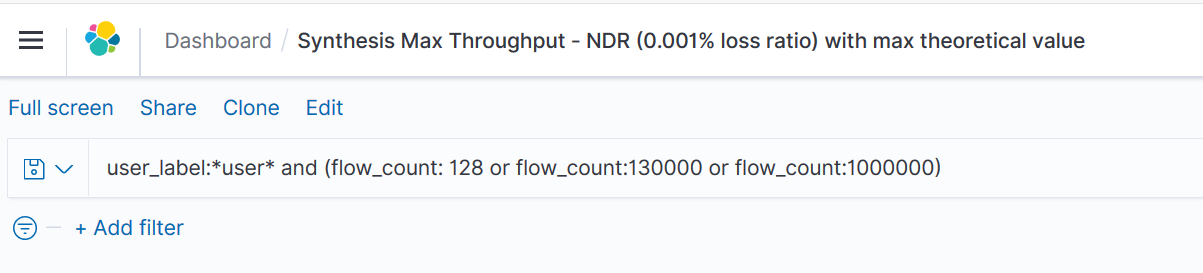 Dashboard / Synthesis Max Throughput - NDR (0.001% loss ratio) with max theoretical value
Full screen Share Clone Edit
user_label:*user* and (flow_count: 128 or flow_count:130000 or flow_count:1000000)
+ Add filter